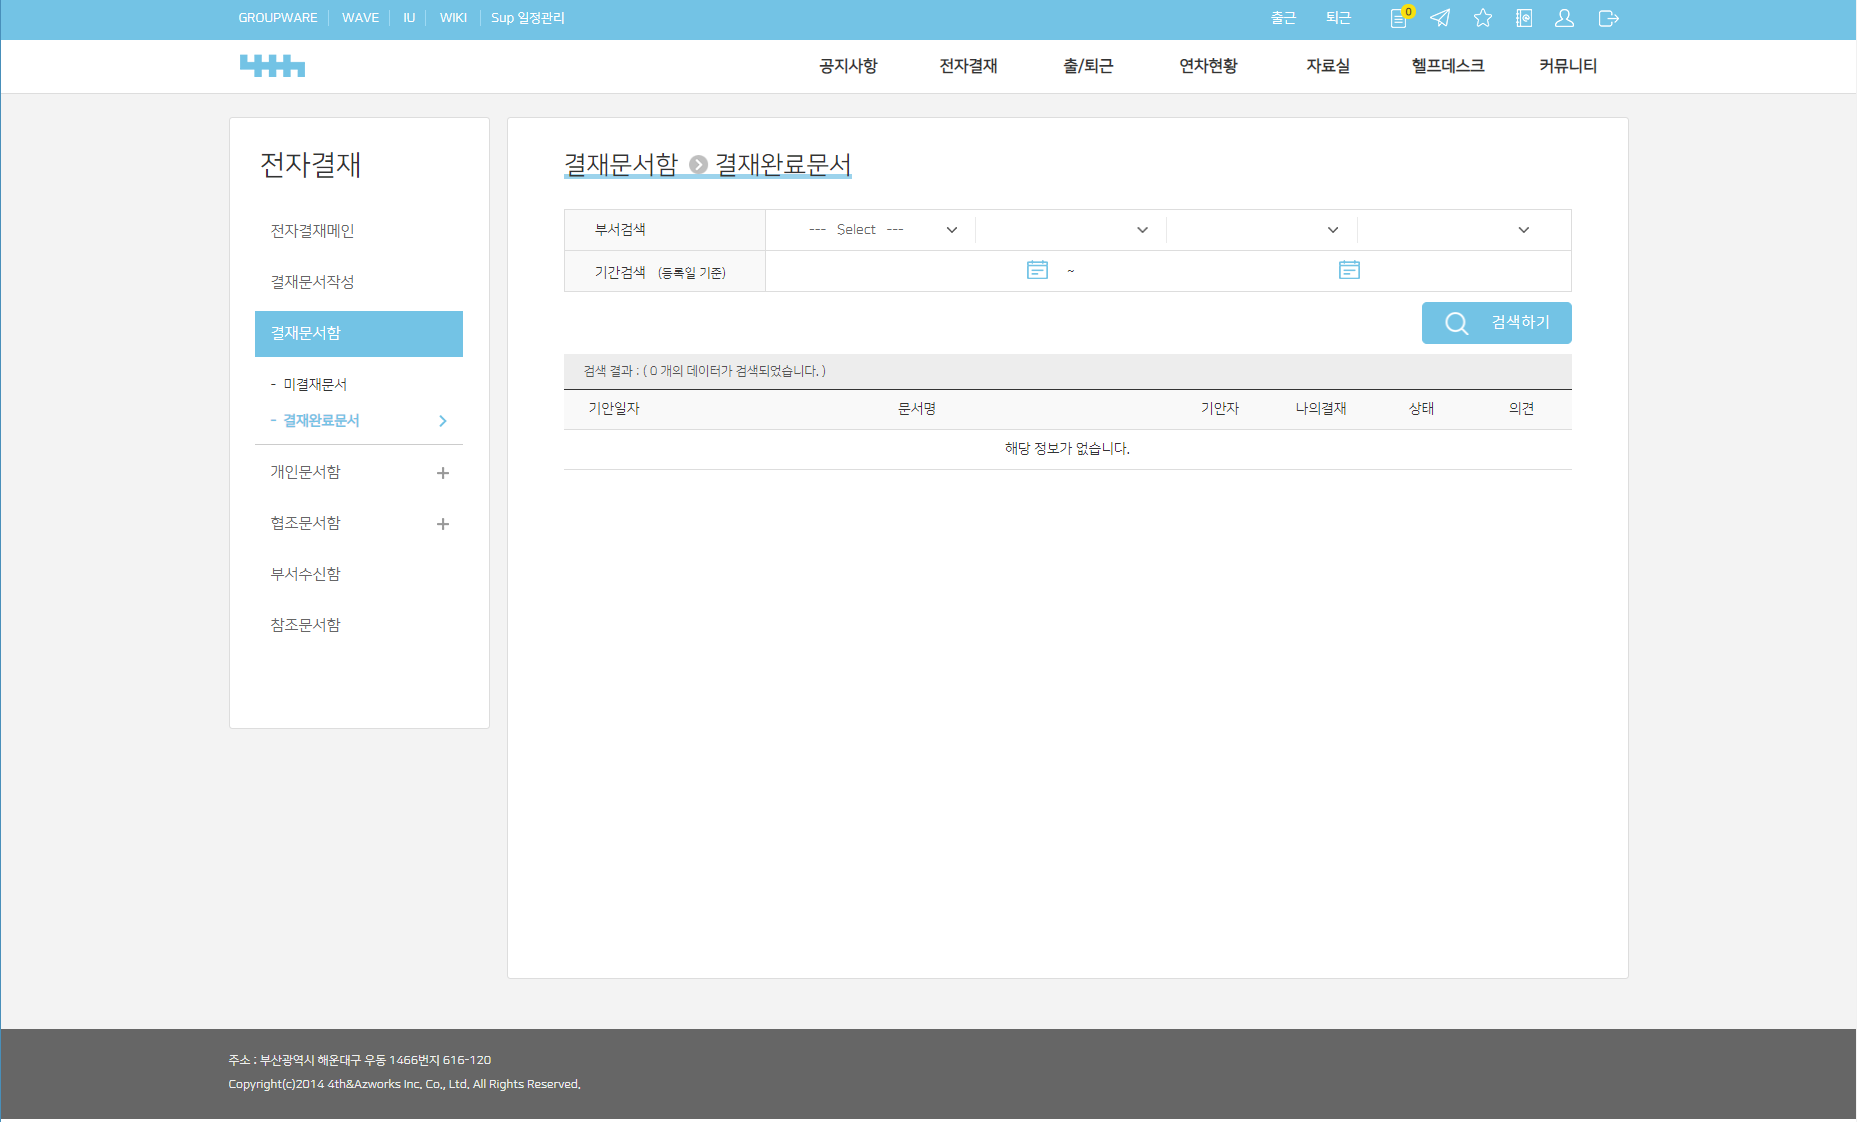 GROUPWARE WAVE IU WIKI Sup 일정관리 출근 퇴근 0
4th
공지사항 전자결재 출/퇴근 연차현황 자료실 헬프데스크 커뮤니티
전자결재
전자결재메인
결재문서작성
결재문서함
- 미결재문서
- 결재완료문서
개인문서함
협조문서함
부서수신함
참조문서함
결재문서함 결재완료문서
부서검색 --- Select ---
기간검색 (등록일 기준) ~
검색하기
검색 결과 : ( 0 개의 데이터가 검색되었습니다. )
기안일자 문서명 기안자 나의결재 상태 의견
해당 정보가 없습니다.
주소 : 부산광역시 해운대구 우동 1466번지 616-120
Copyright(c)2014 4th&Azworks Inc. Co., Ltd. All Rights Reserved.